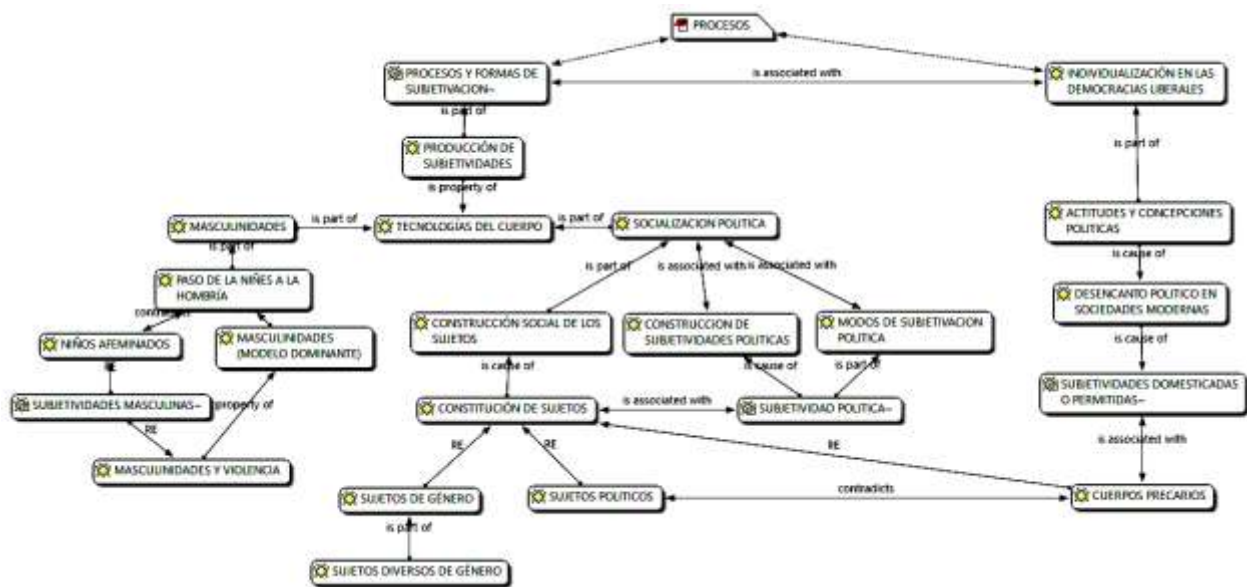 PROCESOS
PROCESOS Y FORMAS DE
SUBJETIVACION~
is associated with
INDIVIDUALIZACIÓN EN LAS
DEMOCRACIAS LIBERALES
is part of
PRODUCCIÓN DE
SUBJETIVIDADES
is part of
is property of
MASCULINIDADES
is part of
TECNOLOGÍAS DEL CUERPO
is part of
SOCIALIZACION POLITICA
ACTITUDES Y CONCEPCIONES
POLITICAS
is part of
is part of
is associated with
is associated with
is cause of
PASO DE LA NIÑES A LA
HOMBRÍA
DESENCANTO POLITICO EN
SOCIEDADES MODERNAS
contradicts
CONSTRUCCIÓN SOCIAL DE LOS
SUJETOS
CONSTRUCCION DE
SUBJETIVIDADES POLITICAS
MODOS DE SUBJETIVACION
POLITICA
is cause of
NIÑOS AFEMINADOS
MASCULINIDADES
(MODELO DOMINANTE)
is cause of
is cause of
is part of
RE
SUBJETIVIDADES DOMESTICADAS
O PERMITIDAS~
SUBJETIVIDADES MASCULINAS~
property of
CONSTITUCIÓN DE SUJETOS
is associated with
SUBJETIVIDAD POLITICA~
RE
RE
RE
RE
is associated with
MASCULINIDADES Y VIOLENCIA
SUJETOS DE GÉNERO
SUJETOS POLITICOS
contradicts
CUERPOS PRECARIOS
is part of
SUJETOS DIVERSOS DE GÉNERO